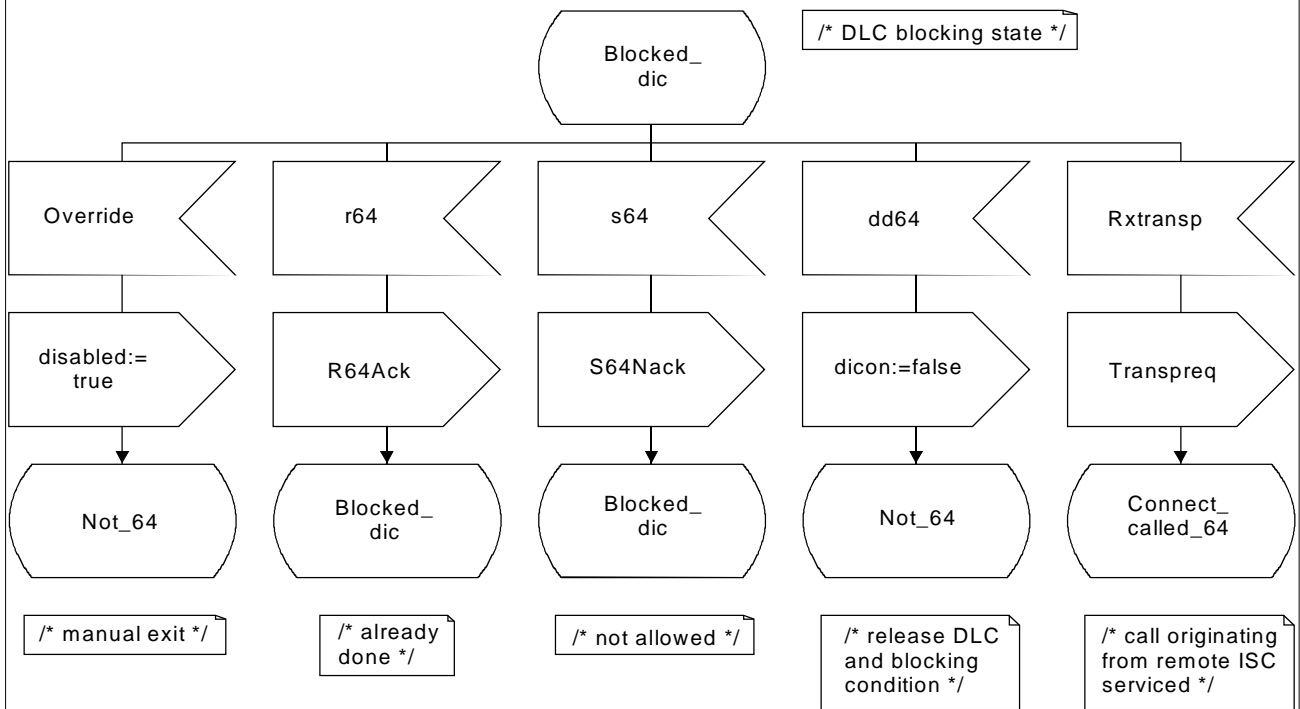 Blocked_
dic
/* DLC blocking state */
Override
r64
s64
dd64
Rxtransp
disabled:=
true
R64Ack
S64Nack
dicon:=false
Transpreq
Not_64
Blocked_
dic
Blocked_
dic
Not_64
Connect_
called_64
/* manual exit */
/* already
done */
/* not allowed */
/* release DLC
and blocking
condition */
/* call originating
from remote ISC
serviced */